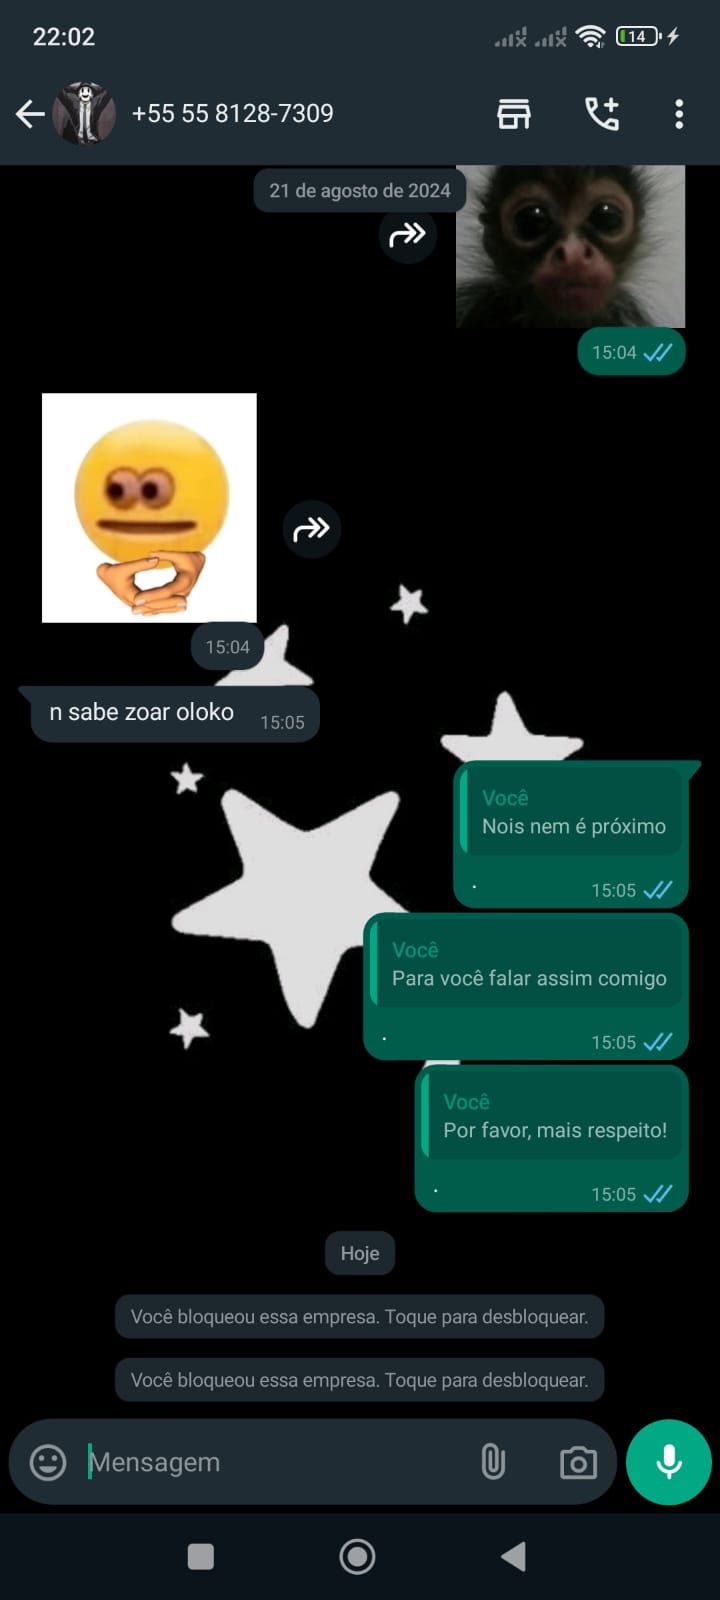 22:02
14
+55 55 8128-7309
21 de agosto de 2024
15:04
15:04
n sabe zoar oloko
15:05
Você
Nois nem é próximo
.
15:05
Você
Para você falar assim comigo
.
15:05
Você
Por favor, mais respeito!
.
15:05
Hoje
Você bloqueou essa empresa. Toque para desbloquear.
Você bloqueou essa empresa. Toque para desbloquear.
Mensagem